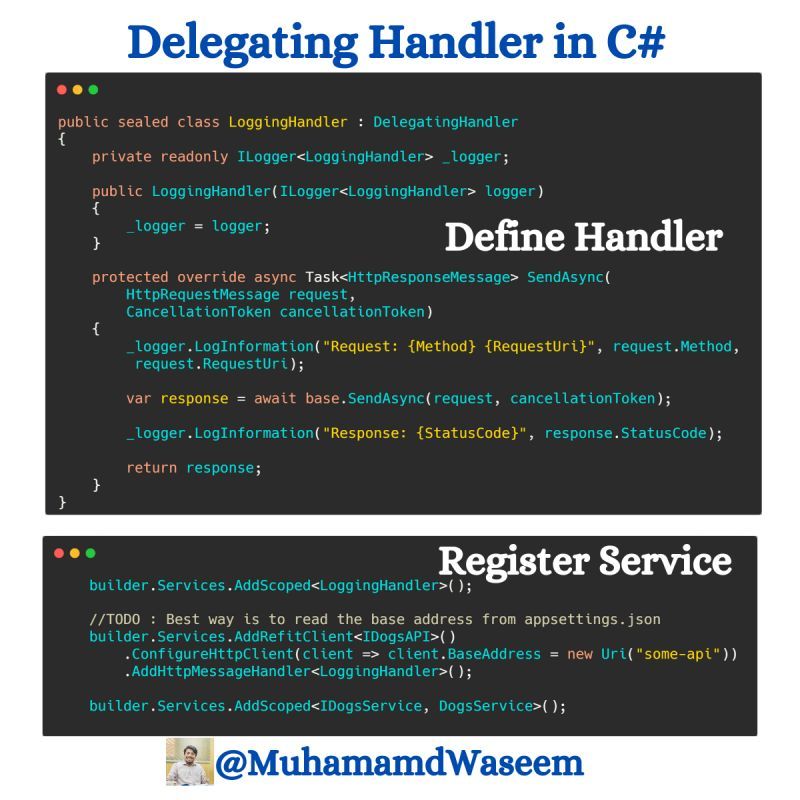 Delegating Handler in C#
public sealed class LoggingHandler : DelegatingHandler
{
private readonly ILogger<LoggingHandler> _logger;
public LoggingHandler(ILogger<LoggingHandler> logger)
{
_logger = logger;
}
Define Handler
protected override async Task<HttpResponseMessage> SendAsync(
HttpRequestMessage request,
CancellationToken cancellationToken)
{
_logger.LogInformation("Request: {Method} {RequestUri}", request.Method,
request.RequestUri);
var response = await base.SendAsync(request, cancellationToken);
_logger.LogInformation("Response: {StatusCode}", response.StatusCode);
return response;
}
}
Register Service
builder.Services.AddScoped<LoggingHandler>();
//TODO : Best way is to read the base address from appsettings.json
builder.Services.AddRefitClient<IDogsAPI>()
.ConfigureHttpClient(client => client.BaseAddress = new Uri("some-api"))
.AddHttpMessageHandler<LoggingHandler>();
builder.Services.AddScoped<IDogsService, DogsService>();
@MuhamamdWaseem